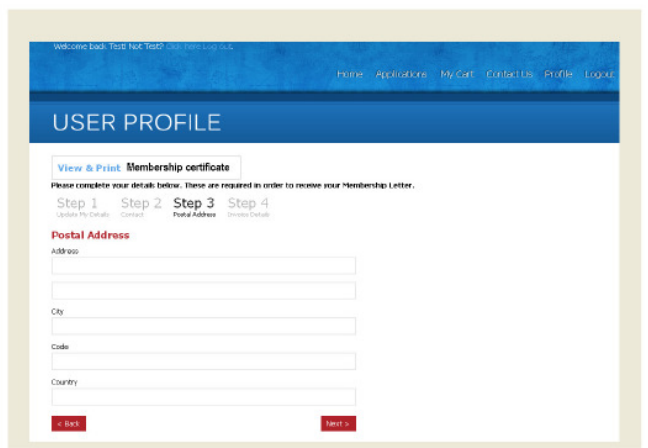 Welcome back Test! Not Test? Click Here Log out.
Home Applications My Cart Contact Us Profile Logout
USER PROFILE
View & Print Membership certificate
Please complete your details below. These are required in order to receive your Membership Letter.
Step 1 Step 2 Step 3 Step 4
Update My Details Contact Postal Address Invoice Details
Postal Address
Address
City
Code
Country
< Back Next >